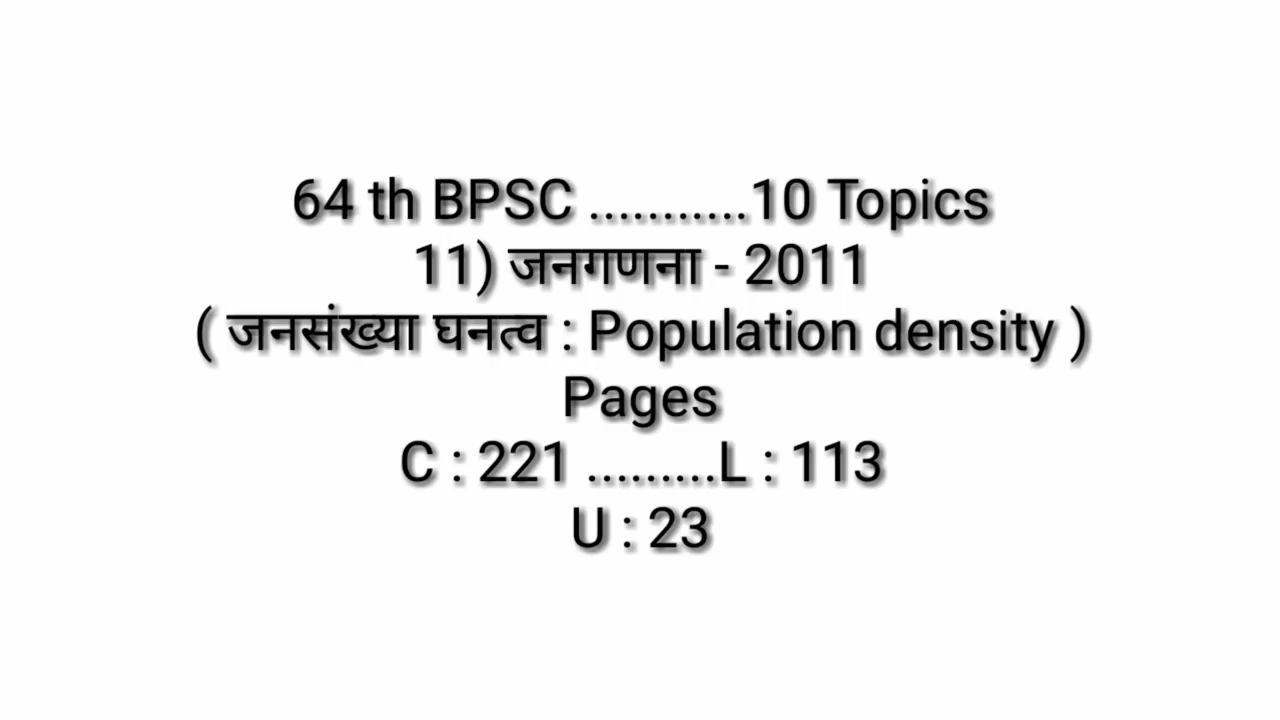 64 th BPSC ...........10 Topics
11) जनगणना - 2011
( जनसंख्या घनत्व : Population density )
Pages
C : 221 .........L : 113
U : 23